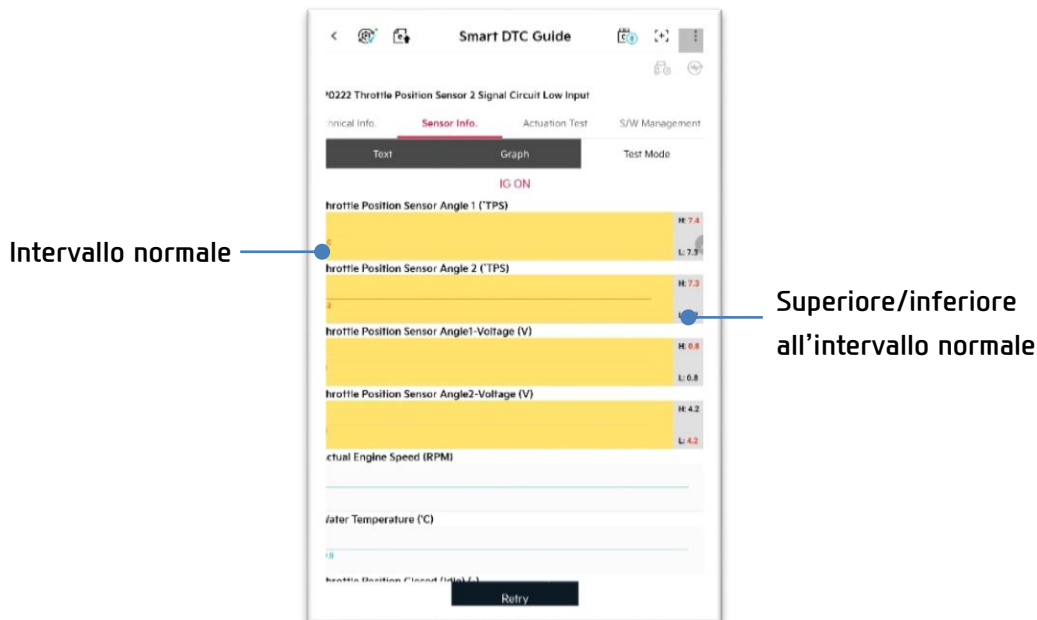 Smart DTC Guide
P0222 Throttle Position Sensor 2 Signal Circuit Low Input
hnical Info. Sensor Info. Actuation Test S/W Management
Text Graph Test Mode
IG ON
hrottle Position Sensor Angle 1 (°TPS)
H: 7.4
L: 7.3
Intervallo normale
hrottle Position Sensor Angle 2 (°TPS)
H: 7.3
Superiore/inferiore
all'intervallo normale
hrottle Position Sensor Angle1-Voltage (V)
H: 0.8
L: 0.8
hrottle Position Sensor Angle2-Voltage (V)
H: 4.2
L: 4.2
ctual Engine Speed (RPM)
Water Temperature (°C)
Retry